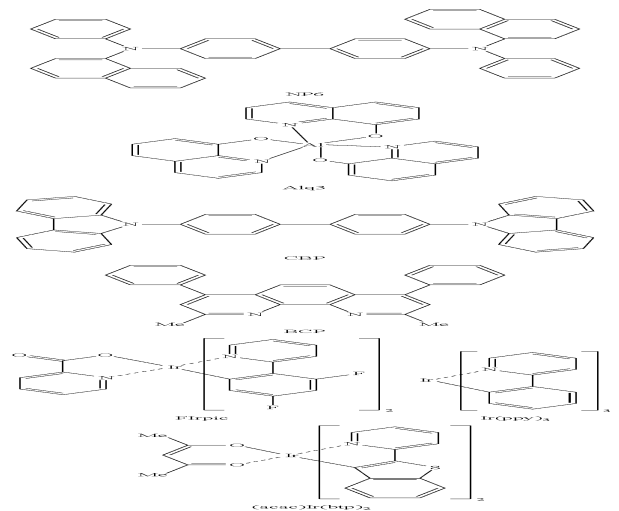 N N
NP6
N
O Al O
N N
O
Alq3
N N
CBP
N N
Me Me
BCP
O O Ir N F
N F 2
FIrpic
N
Ir 3
Ir(ppy)3
Me O Ir N
Me O S 2
(acac)Ir(btp)2